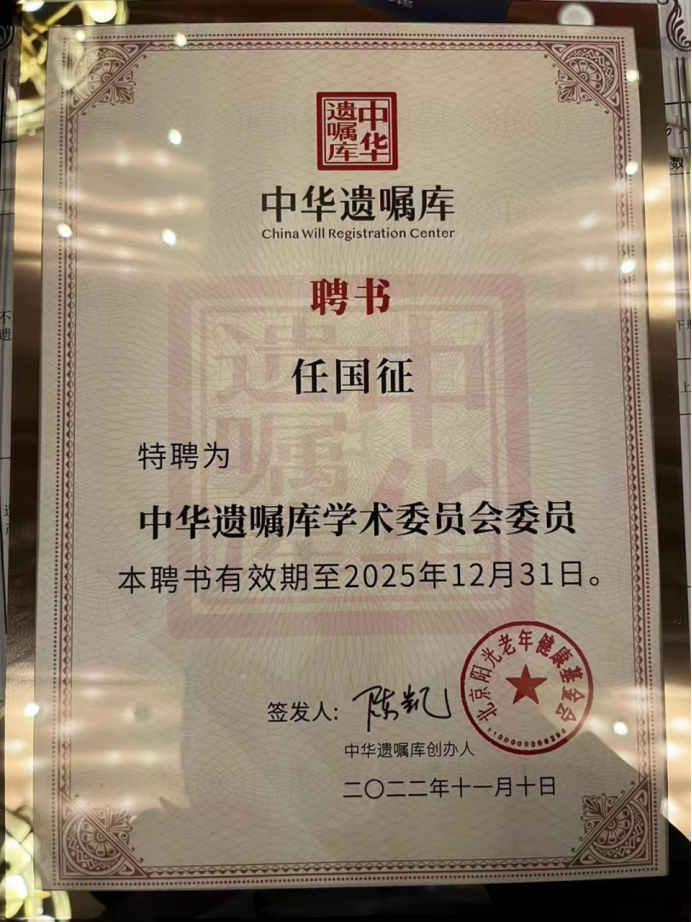 中华
遗嘱库
中华遗嘱库
China Will Registration Center
聘书
任国征
特聘为
中华遗嘱库学术委员会委员
本聘书有效期至2025年12月31日。
签发人：陈凯
北京阳光老年健康基金会
中华遗嘱库创办人
二〇二二年十一月十日